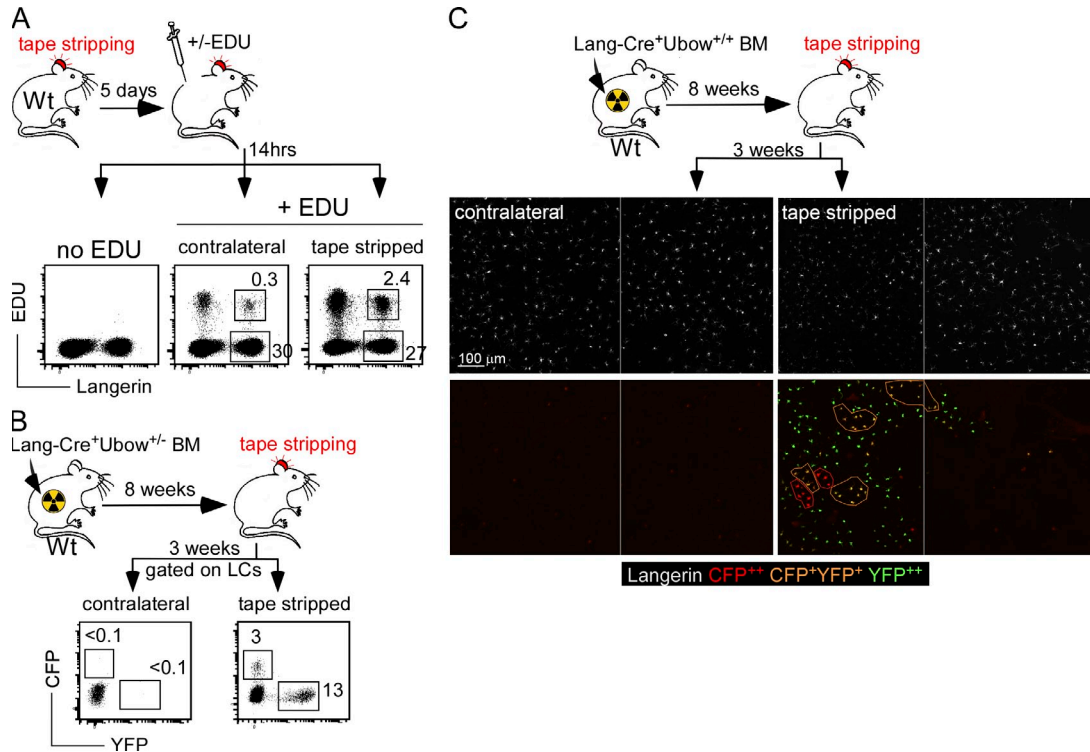 A
tape stripping
+/-EDU
Wt
5 days
14hrs
+ EDU
no EDU
contralateral
tape stripped
0.3
2.4
30
27
EDU
Langerin
B
Lang-Cre+Ubow+/- BM
tape stripping
8 weeks
Wt
3 weeks
gated on LCs
contralateral
tape stripped
<0.1
<0.1
3
13
CFP
YFP
C
Lang-Cre+Ubow+/+ BM
tape stripping
8 weeks
Wt
3 weeks
contralateral
tape stripped
100 µm
Langerin CFP++ CFP+YFP+ YFP++